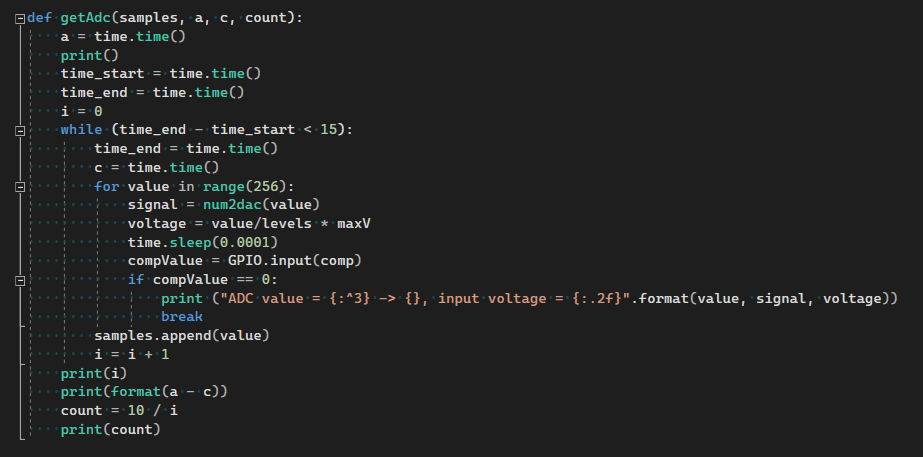 def getAdc(samples, a, c, count):
    a = time.time()
    print()
    time_start = time.time()
    time_end = time.time()
    i = 0
    while (time_end - time_start < 15):
        time_end = time.time()
        c = time.time()
        for value in range(256):
            signal = num2dac(value)
            voltage = value/levels * maxV
            time.sleep(0.0001)
            compValue = GPIO.input(comp)
            if compValue == 0:
                print ("ADC value = {:^3} -> {}, input voltage = {:.2f}".format(value, signal, voltage))
                break
        samples.append(value)
        i = i + 1
    print(i)
    print(format(a - c))
    count = 10 / i
    print(count)